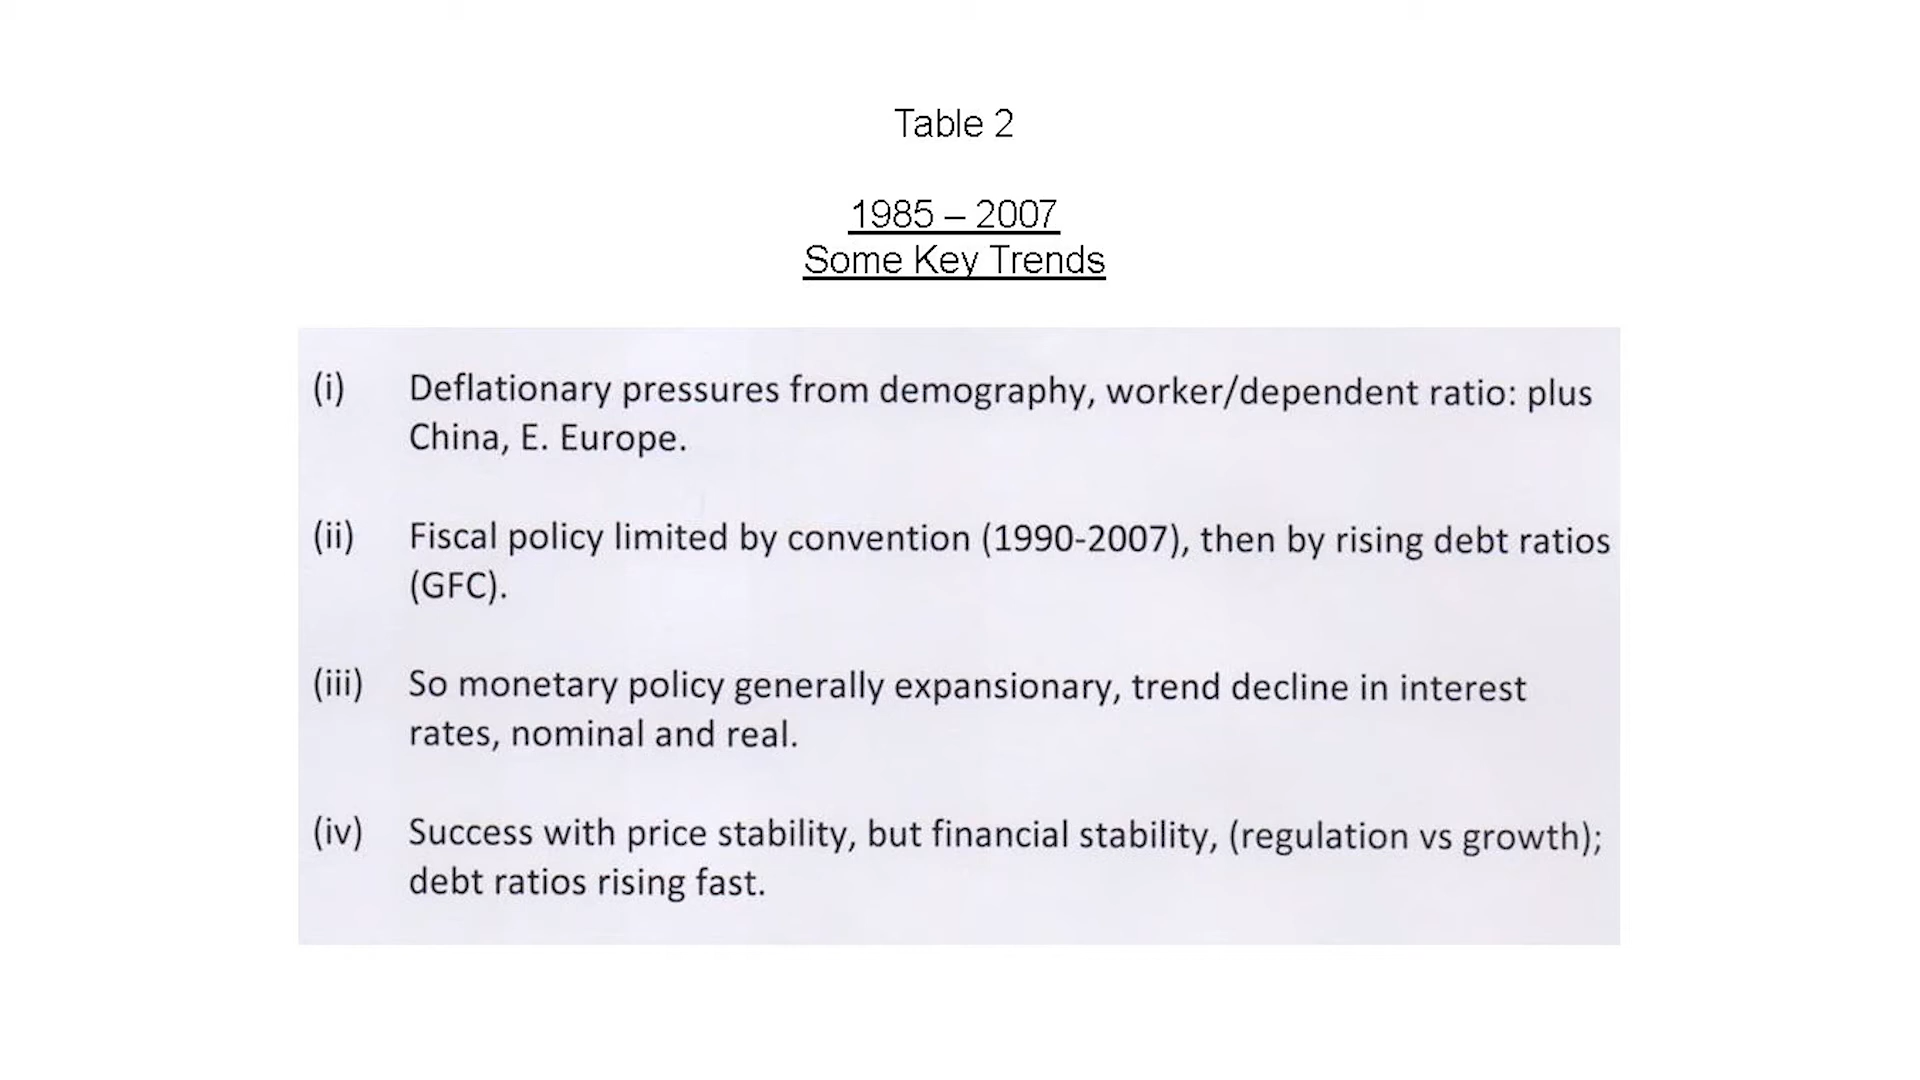 Table 2
1985 – 2007
Some Key Trends
(i) Deflationary pressures from demography, worker/dependent ratio: plus
China, E. Europe.
(ii) Fiscal policy limited by convention (1990-2007), then by rising debt ratios
(GFC).
(iii) So monetary policy generally expansionary, trend decline in interest
rates, nominal and real.
(iv) Success with price stability, but financial stability, (regulation vs growth);
debt ratios rising fast.